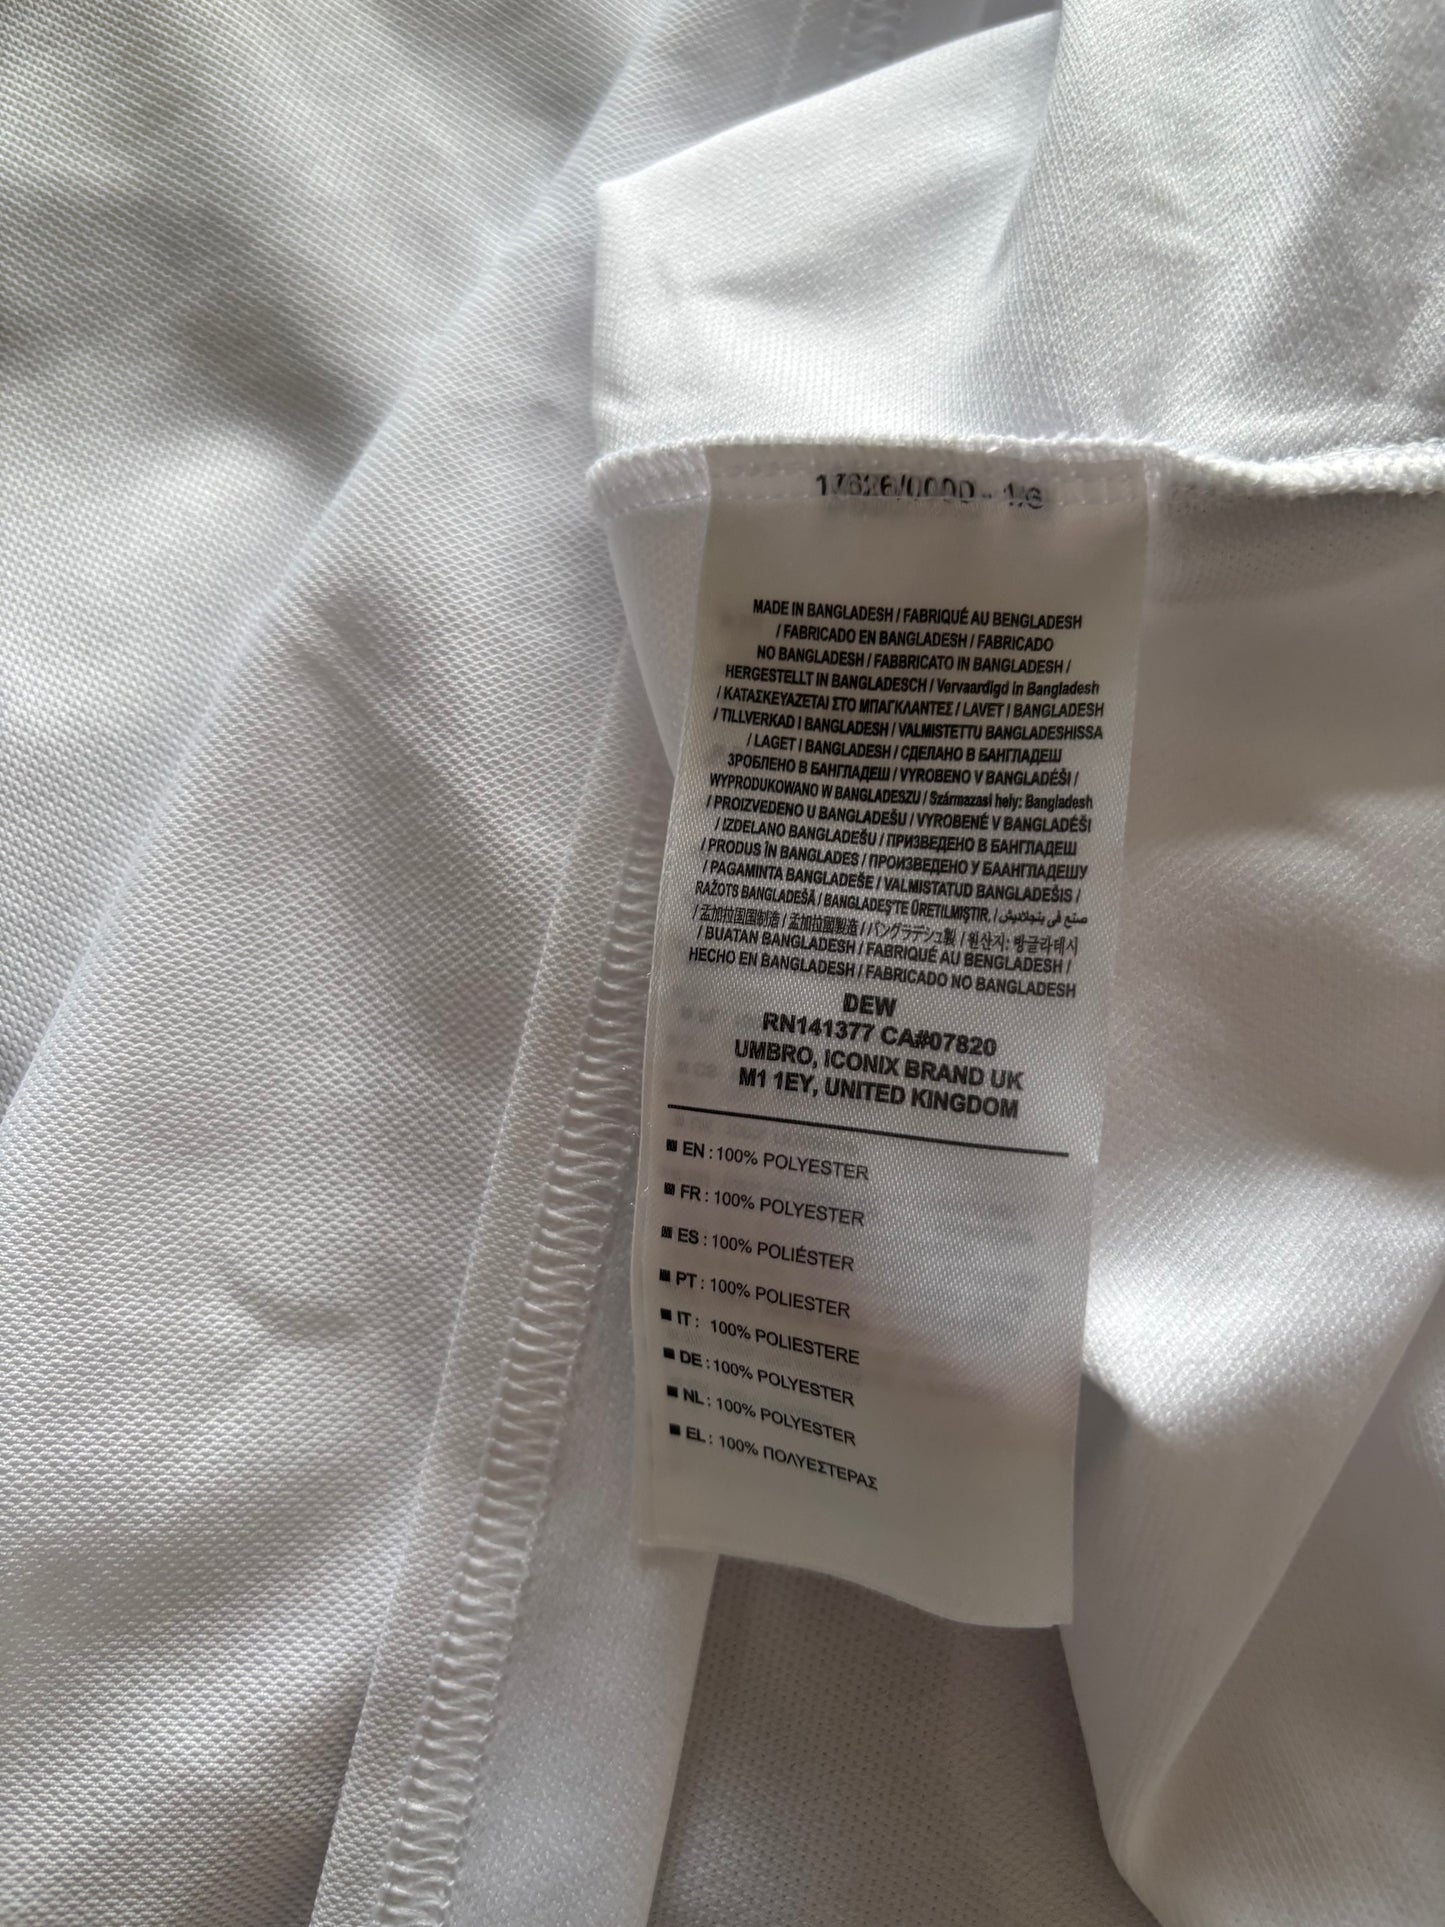 MADE IN BANGLADESH / FABRIQUÉ AU BENGLADESH
/ FABRICADO EN BANGLADESH / FABRICADO
NO BANGLADESH / FABBRICATO IN BANGLADESH /
HERGESTELLT IN BANGLADESCH / Vervaardigd in Bangladesh
/ ΚΑΤΑΣΚΕΥΑΖΕΤΑΙ ΣΤΟ ΜΠΑΓΚΛΑΝΤΕΣ / LAVET I BANGLADESH
/ TILLVERKAD I BANGLADESH / VALMISTETTU BANGLADESHISSA
/ LAGET I BANGLADESH / СДЕЛАНО В БАНГЛАДЕШ
ЗРОБЛЕНО В БАНГЛАДЕШ / VYROBENO V BANGLADÉŠI /
WYPRODUKOWANO W BANGLADESZU / Származasi hely: Bangladesh
/ PROIZVEDENO U BANGLADEŠU / VYROBENÉ V BANGLADÉŠI
/ IZDELANO BANGLADEŠU / ПРИЗВЕДЕНО В БАНГЛАДЕШ
/ PRODUS ÎN BANGLADES / ПРОИЗВЕДЕНО У БААНГЛАДЕШУ
/ PAGAMINTA BANGLADEŠE / VALMISTATUD BANGLADEŠIS /
RAŽOTS BANGLADEŠĀ / BANGLADEŞ'TE ÜRETILMIŞTIR. / صنع في بنجلاديش
/ 孟加拉国国制造 / 孟加拉國製造 / バングラデシュ製 / 원산지: 방글라데시
/ BUATAN BANGLADESH / FABRIQUÉ AU BENGLADESH /
HECHO EN BANGLADESH / FABRICADO NO BANGLADESH
DEW
RN141377 CA#07820
UMBRO, ICONIX BRAND UK
M1 1EY, UNITED KINGDOM
■ EN : 100% POLYESTER
■ FR : 100% POLYESTER
■ ES : 100% POLIÉSTER
■ PT : 100% POLIESTER
■ IT : 100% POLIESTERE
■ DE : 100% POLYESTER
■ NL : 100% POLYESTER
■ EL : 100% ΠΟΛΥΕΣΤΕΡΑΣ